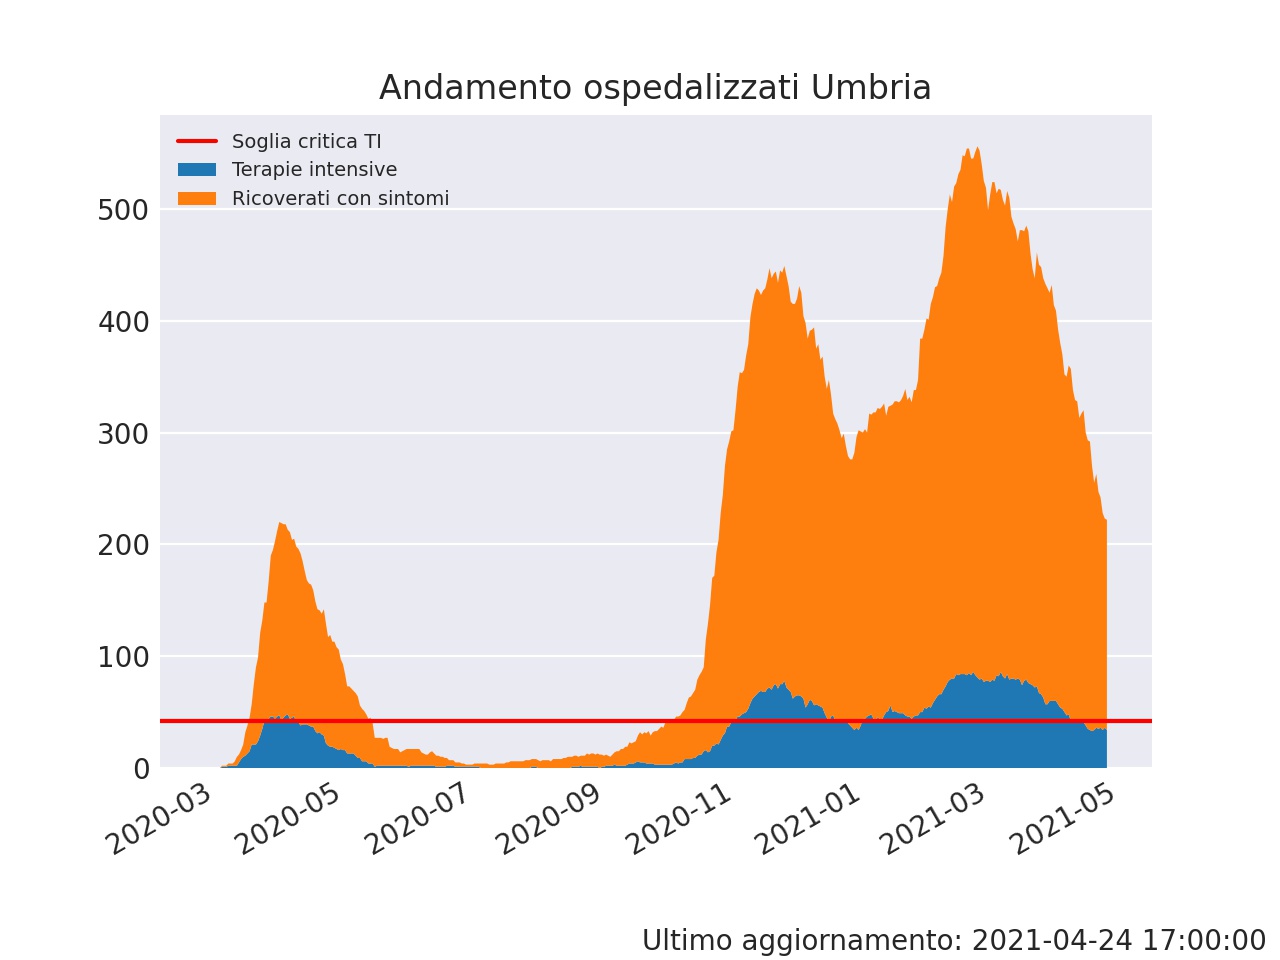 Andamento ospedalizzati Umbria
Soglia critica TI
Terapie intensive
Ricoverati con sintomi
500
400
300
200
100
0
2020-03
2020-05
2020-07
2020-09
2020-11
2021-01
2021-03
2021-05
Ultimo aggiornamento: 2021-04-24 17:00:00